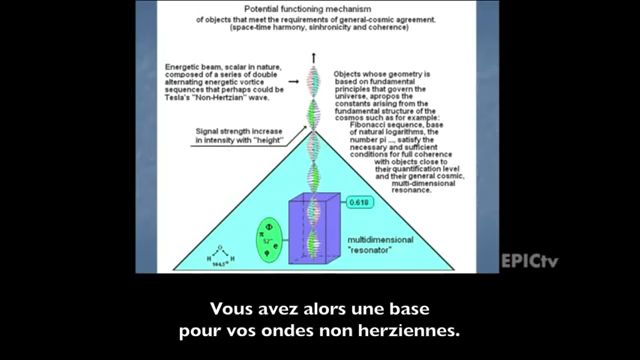 Potential functioning mechanism
of objects that meet the requirements of general-cosmic agreement.
(space-time harmony, sinhronicity and coherence)
Energetic beam, scalar in nature,
composed of a series of double
alternating energetic vortice
sequences that perhaps could be
Tesla's "Non-Hertzian" wave.
Signal strength increase
in intensity with "height"
Objects whose geometry is
based on fundamental
principles that govern the
universe, apropos the
constants arising from the
fundamental structure of the
cosmos such as for example:
Fibonacci sequence, base
of natural logarithms, the
number pi ..., satisfy the
necessary and sufficient
conditions for full coherence
with objects close to
their quantification level
and their general cosmic,
multi-dimensional
resonance.
0.618
Φ
π
e
φ
multidimensional
"resonator"
O
H H
EPICtv
Vous avez alors une base
pour vos ondes non herziennes.